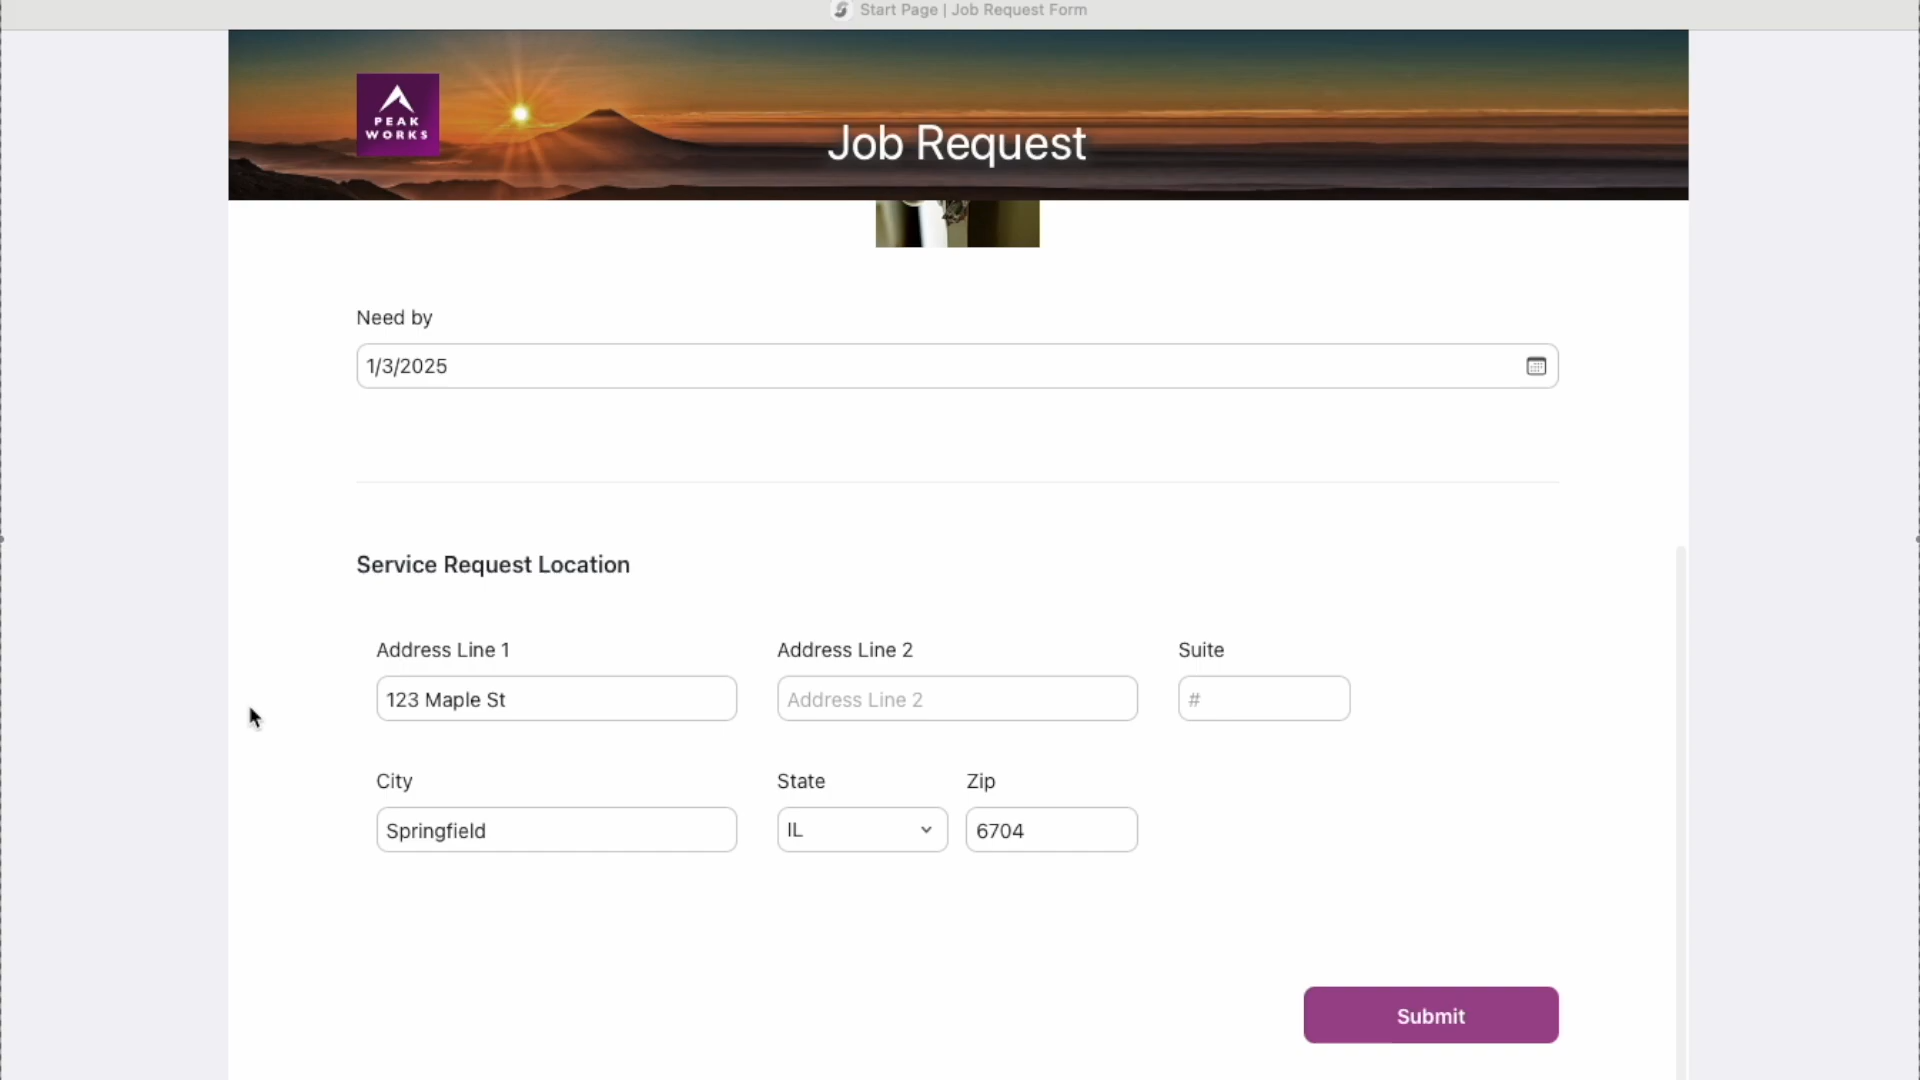 Start Page | Job Request Form
PEAK
WORKS
Job Request
Need by
1/3/2025
Service Request Location
Address Line 1
Address Line 2
Suite
123 Maple St
Address Line 2
#
City
State
Zip
Springfield
IL
6704
Submit